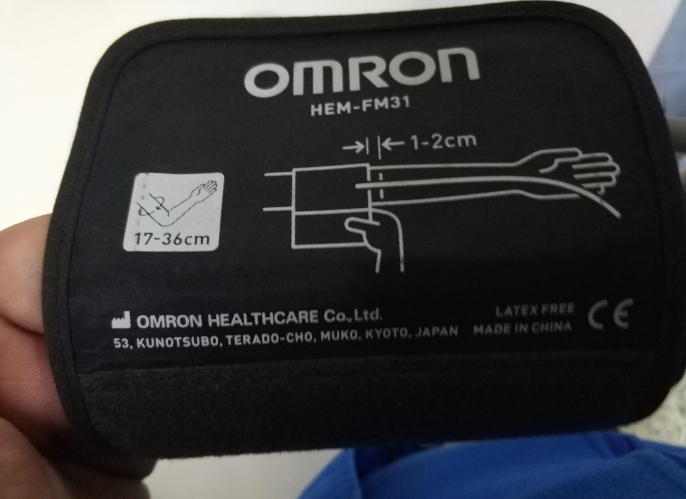 OMRON
HEM-FM31
1-2cm
17-36cm
OMRON HEALTHCARE Co.,Ltd.
53, KUNOTSUBO, TERADO-CHO, MUKO, KYOTO, JAPAN
LATEX FREE
MADE IN CHINA
CE